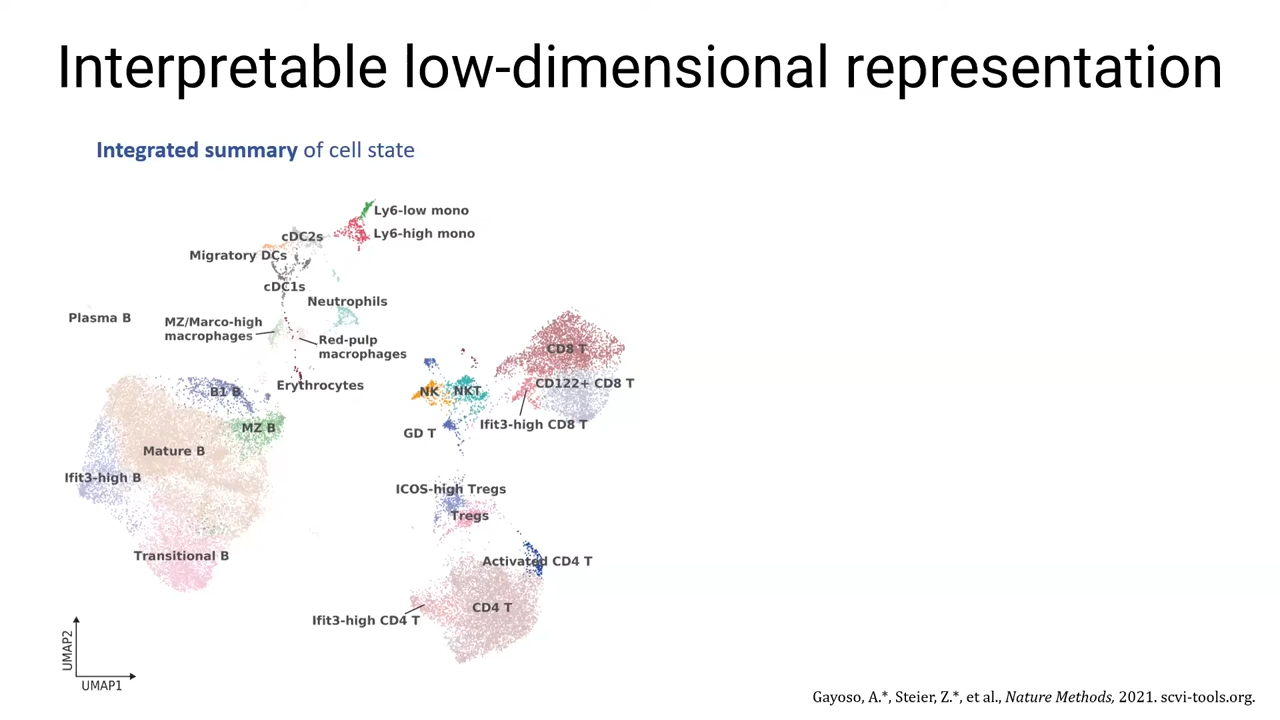 Interpretable low-dimensional representation
Integrated summary of cell state
Ly6-low mono
Ly6-high mono
cDC2s
Migratory DCs
cDC1s
Neutrophils
Plasma B
MZ/Marco-high
macrophages
Red-pulp
macrophages
CD8 T
Erythrocytes
B1 B
NK
NKT
CD122+ CD8 T
MZ B
GD T
Ifit3-high CD8 T
Mature B
Ifit3-high B
ICOS-high Tregs
Tregs
Transitional B
Activated CD4 T
CD4 T
Ifit3-high CD4 T
UMAP2
UMAP1
Gayoso, A.*, Steier, Z.*, et al., Nature Methods, 2021. scvi-tools.org.